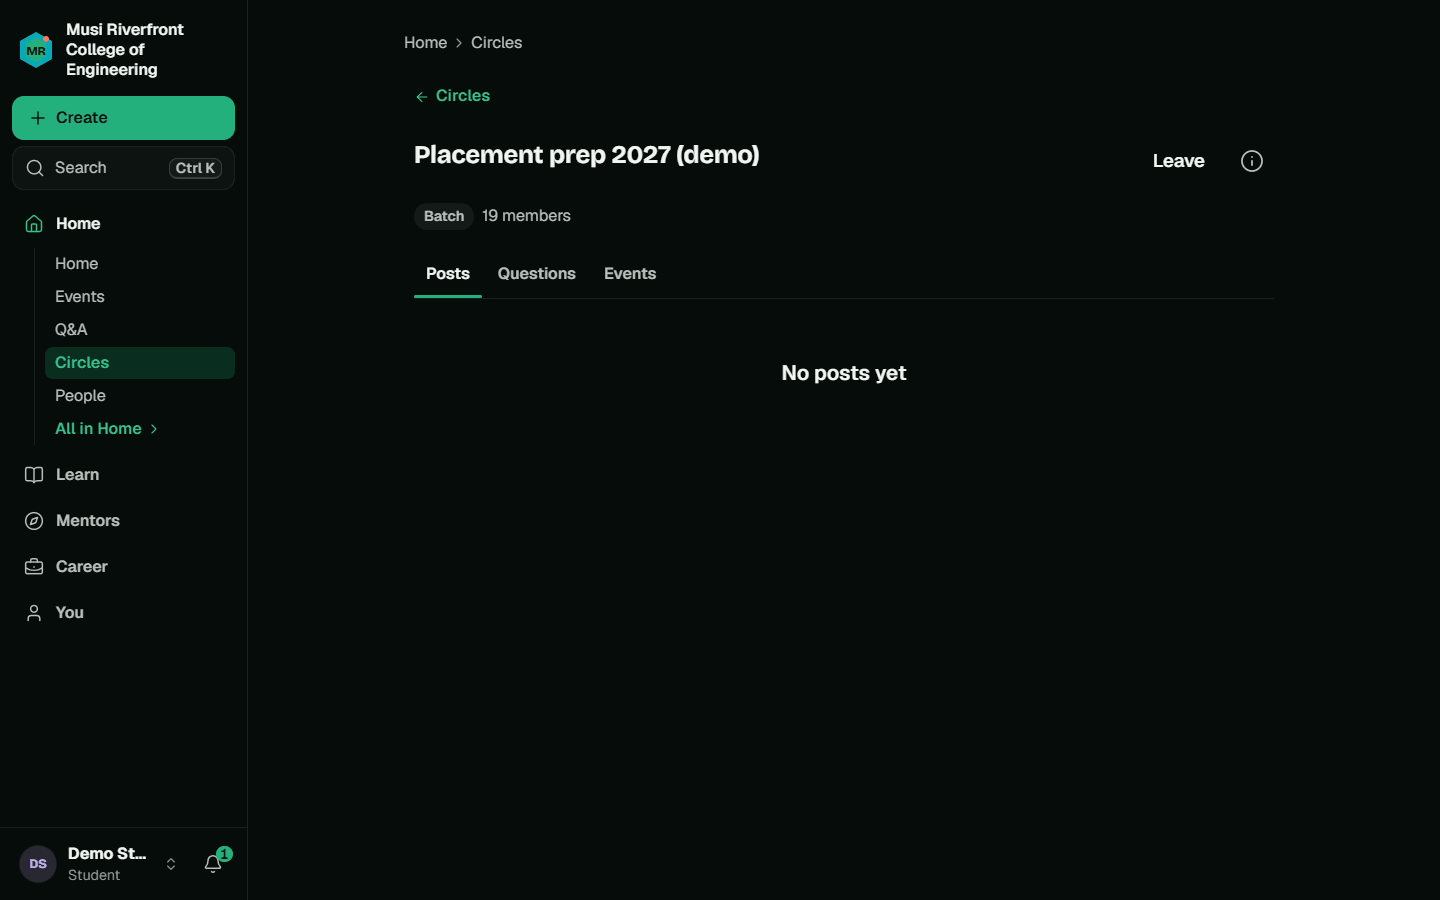 Musi Riverfront
College of
Engineering
MR
Create
Search
Ctrl K
Home
Home
Events
Q&A
Circles
People
All in Home
Learn
Mentors
Career
You
DS
Demo St...
Student
1
Home
Circles
Circles
Placement prep 2027 (demo)
Leave
Batch
19 members
Posts
Questions
Events
No posts yet